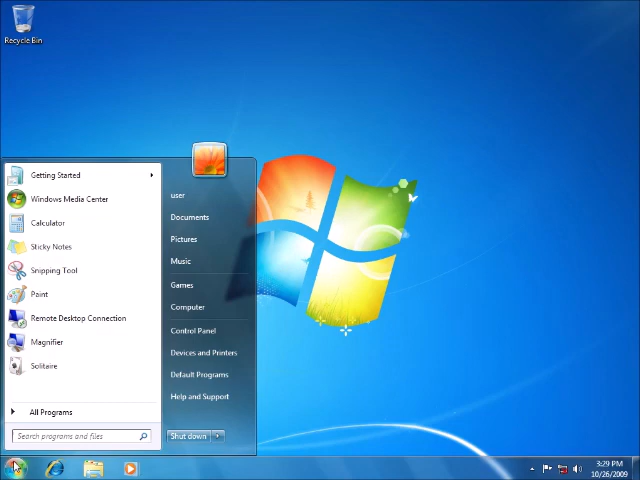 Recycle Bin
Getting Started
Windows Media Center
Calculator
Sticky Notes
Snipping Tool
Paint
Remote Desktop Connection
Magnifier
Solitaire
All Programs
Search programs and files
user
Documents
Pictures
Music
Games
Computer
Control Panel
Devices and Printers
Default Programs
Help and Support
Shut down
3:29 PM
10/26/2009